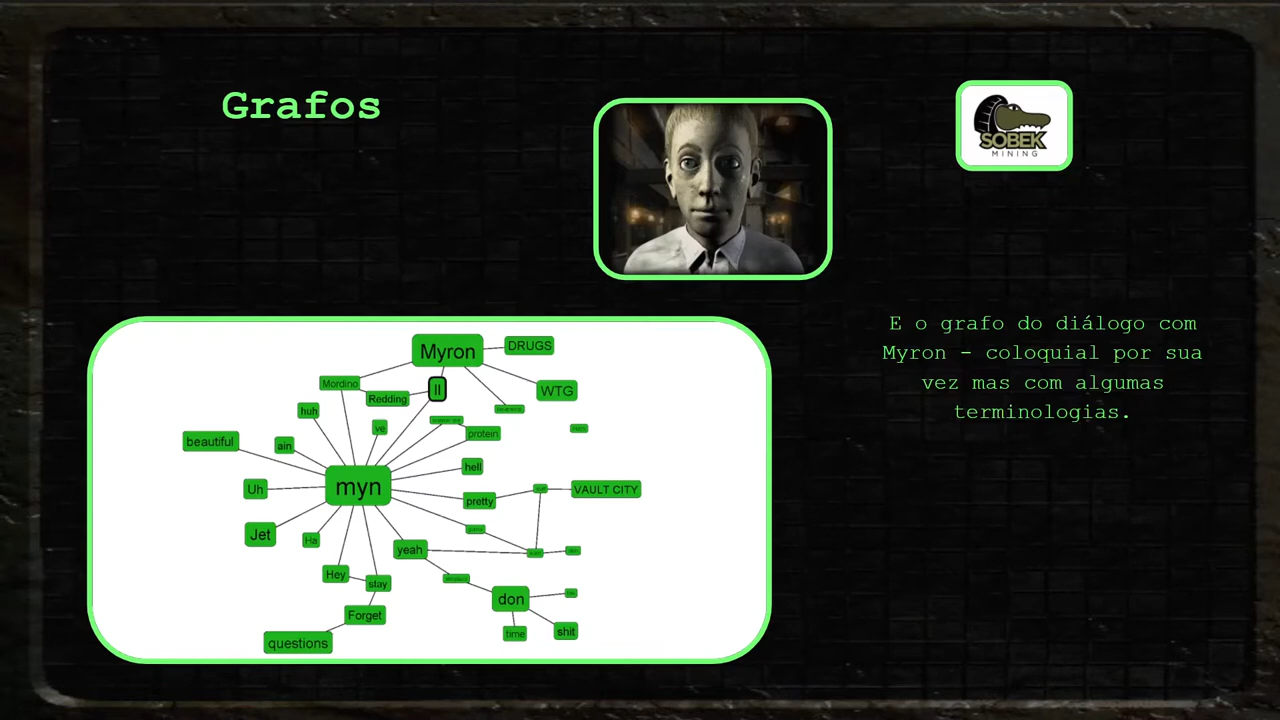 Grafos
SOBEK
MINING
E o grafo do diálogo com
Myron - coloquial por sua
vez mas com algumas
terminologias.
Myron
DRUGS
Mordino
ll
WTG
Redding
huh
ve
protein
beautiful
ain
hell
myn
Uh
pretty
VAULT CITY
Jet
Ha
yeah
Hey
stay
don
Forget
time
shit
questions